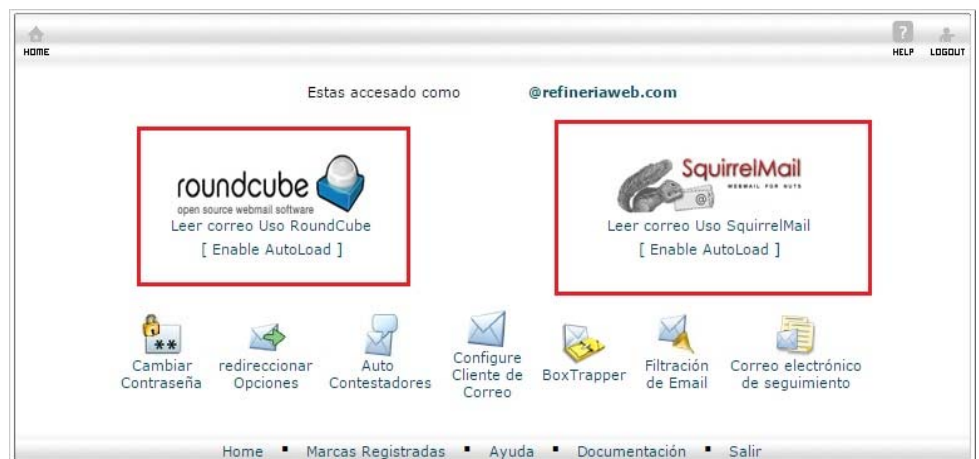 HOME
HELP LOGOUT
Estas accesado como @refineriaweb.com
roundcube
open source webmail software
Leer correo Uso RoundCube
[ Enable AutoLoad ]
SquirrelMail
WEBMAIL FOR NUTS
@
Leer correo Uso SquirrelMail
[ Enable AutoLoad ]
**
Cambiar
Contraseña
redireccionar
Opciones
Auto
Contestadores
Configure
Cliente de
Correo
BoxTrapper
Filtración
de Email
Correo electrónico
de seguimiento
Home ▪ Marcas Registradas ▪ Ayuda ▪ Documentación ▪ Salir